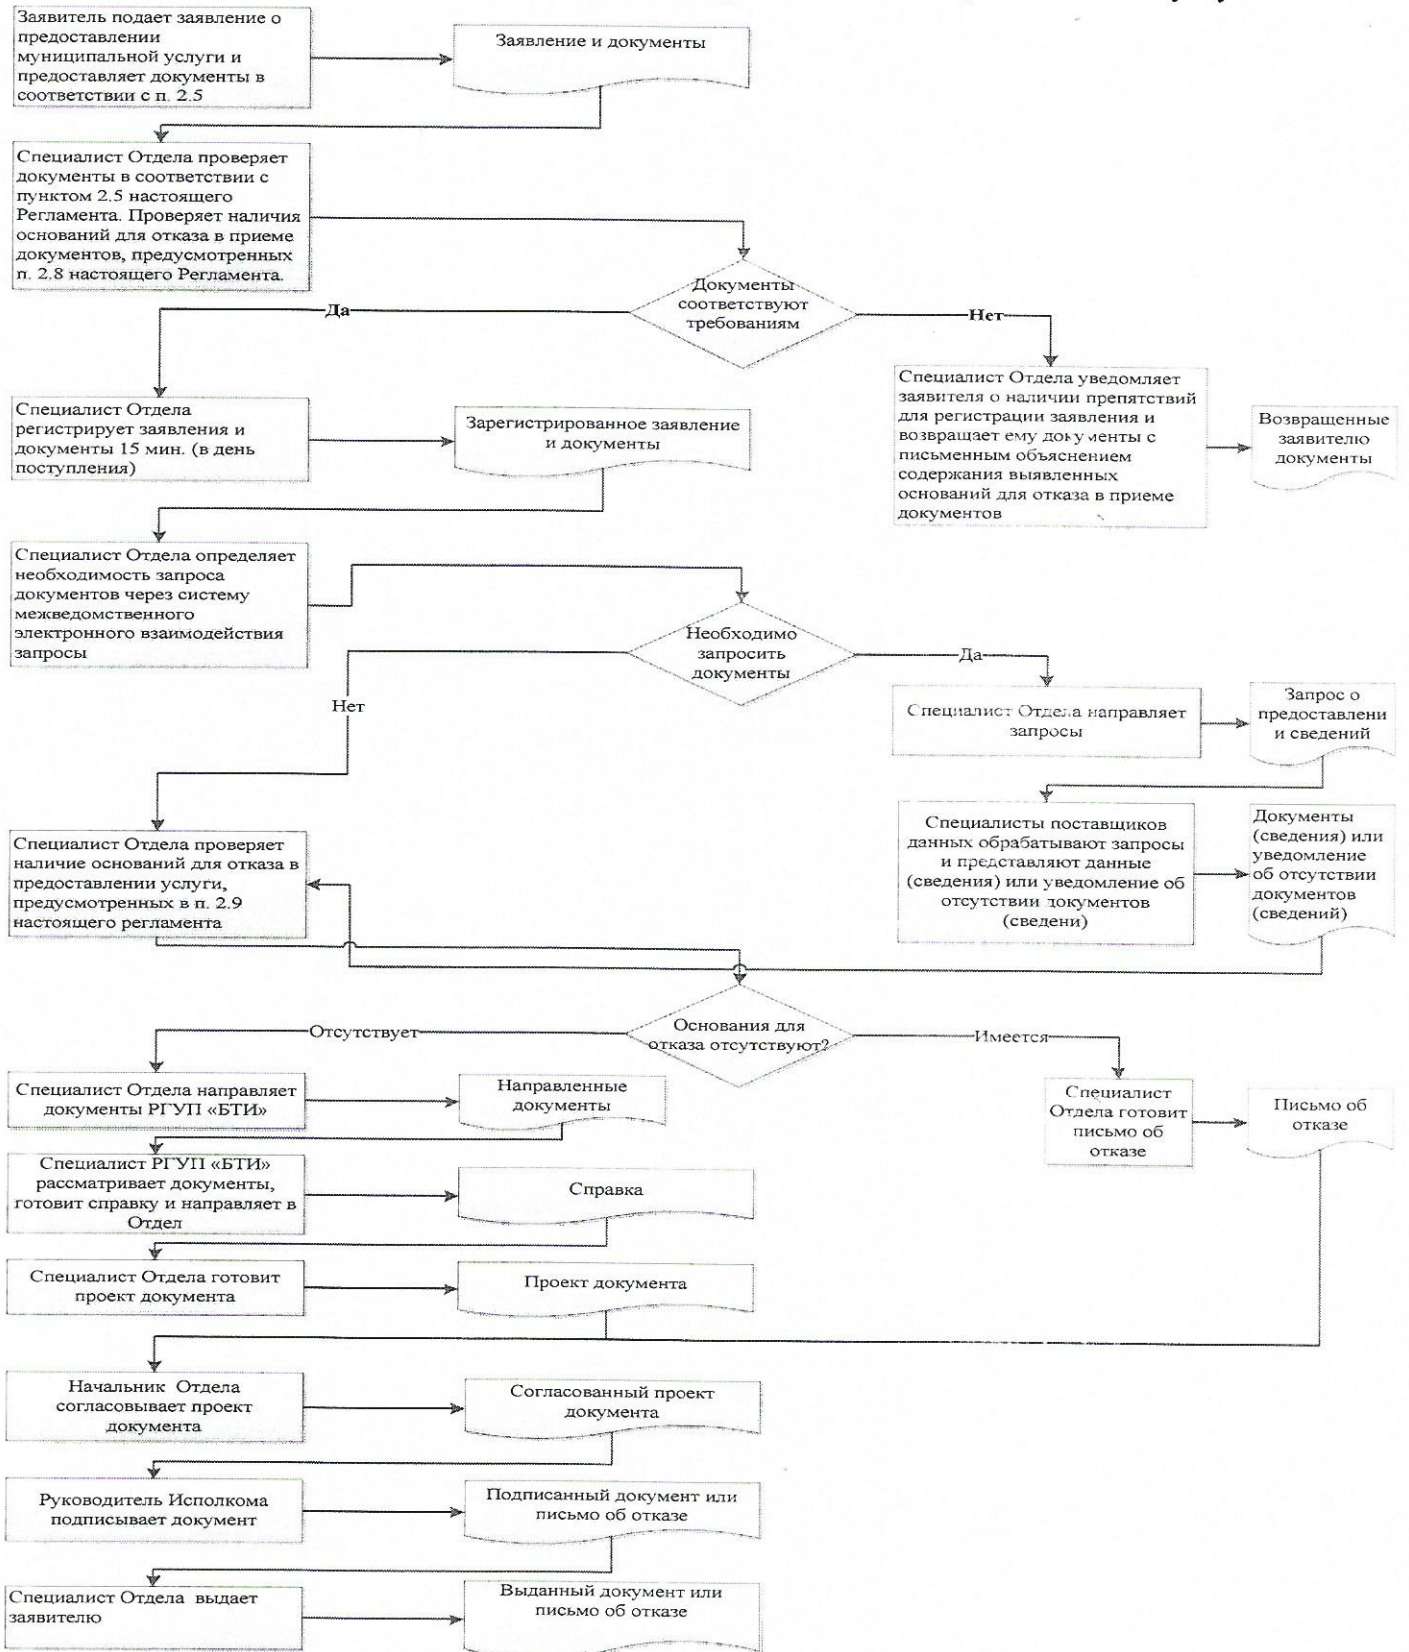 Заявитель подает заявление о
предоставлении
муниципальной услуги и
предоставляет документы в
соответствии с п. 2.5
Заявление и документы
Специалист Отдела проверяет
документы в соответствии с
пунктом 2.5 настоящего
Регламента. Проверяет наличия
оснований для отказа в приеме
документов, предусмотренных
п. 2.8 настоящего Регламента.
Документы
соответствуют
требованиям
Да
Нет
Специалист Отдела
регистрирует заявления и
документы 15 мин. (в день
поступления)
Зарегистрированное заявление
и документы
Специалист Отдела уведомляет
заявителя о наличии препятствий
для регистрации заявления и
возвращает ему документы с
письменным объяснением
содержания выявленных
оснований для отказа в приеме
документов
Возвращенные
заявителю
документы
Специалист Отдела определяет
необходимость запроса
документов через систему
межведомственного
электронного взаимодействия
запросы
Необходимо
запросить
документы
Да
Нет
Специалист Отдела направляет
запросы
Запрос о
предоставлени
и сведений
Специалист Отдела проверяет
наличие оснований для отказа в
предоставлении услуги,
предусмотренных в п. 2.9
настоящего регламента
Специалисты поставщиков
данных обрабатывают запросы
и представляют данные
(сведения) или уведомление об
отсутствии документов
(сведени)
Документы
(сведения) или
уведомление
об отсутствии
документов
(сведений)
Основания для
отказа отсутствуют?
Отсутствует
Имеется
Специалист Отдела направляет
документы РГУП «БТИ»
Направленные
документы
Специалист
Отдела готовит
письмо об
отказе
Письмо об
отказе
Специалист РГУП «БТИ»
рассматривает документы,
готовит справку и направляет в
Отдел
Справка
Специалист Отдела готовит
проект документа
Проект документа
Начальник Отдела
согласовывает проект
документа
Согласованный проект
документа
Руководитель Исполкома
подписывает документ
Подписанный документ или
письмо об отказе
Специалист Отдела выдает
заявителю
Выданный документ или
письмо об отказе